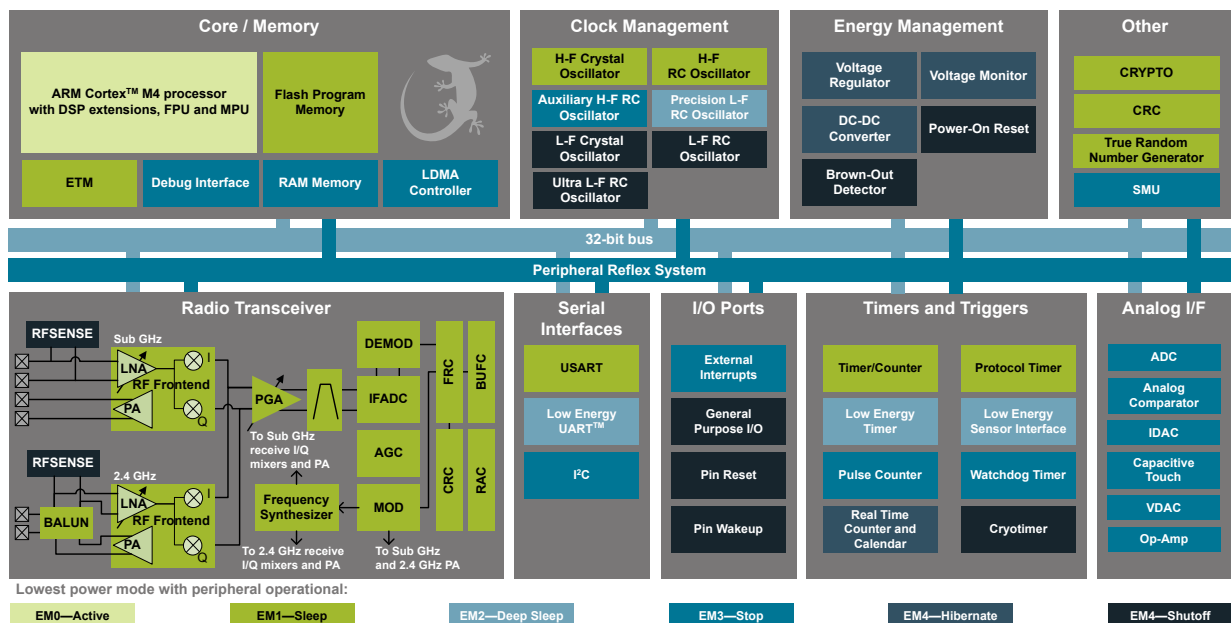 Core / Memory
ARM Cortex™ M4 processor
with DSP extensions, FPU and MPU
Flash Program
Memory
ETM
Debug Interface
RAM Memory
LDMA
Controller
Clock Management
H-F Crystal
Oscillator
H-F
RC Oscillator
Auxiliary H-F RC
Oscillator
Precision L-F
RC Oscillator
L-F Crystal
Oscillator
L-F RC
Oscillator
Ultra L-F RC
Oscillator
Energy Management
Voltage
Regulator
Voltage Monitor
DC-DC
Converter
Power-On Reset
Brown-Out
Detector
Other
CRYPTO
CRC
True Random
Number Generator
SMU
32-bit bus
Peripheral Reflex System
Radio Transceiver
RFSENSE
Sub GHz
LNA
RF Frontend
PA
I
Q
PGA
To Sub GHz
receive I/Q
mixers and PA
DEMOD
IFADC
AGC
MOD
FRC
BUFC
CRC
RAC
RFSENSE
2.4 GHz
BALUN
LNA
RF Frontend
PA
I
Q
Frequency
Synthesizer
To 2.4 GHz receive
I/Q mixers and PA
To Sub GHz
and 2.4 GHz PA
Serial
Interfaces
USART
Low Energy
UART™
I²C
I/O Ports
External
Interrupts
General
Purpose I/O
Pin Reset
Pin Wakeup
Timers and Triggers
Timer/Counter
Protocol Timer
Low Energy
Timer
Low Energy
Sensor Interface
Pulse Counter
Watchdog Timer
Real Time
Counter and
Calendar
Cryotimer
Analog I/F
ADC
Analog
Comparator
IDAC
Capacitive
Touch
VDAC
Op-Amp
Lowest power mode with peripheral operational:
EM0—Active
EM1—Sleep
EM2—Deep Sleep
EM3—Stop
EM4—Hibernate
EM4—Shutoff